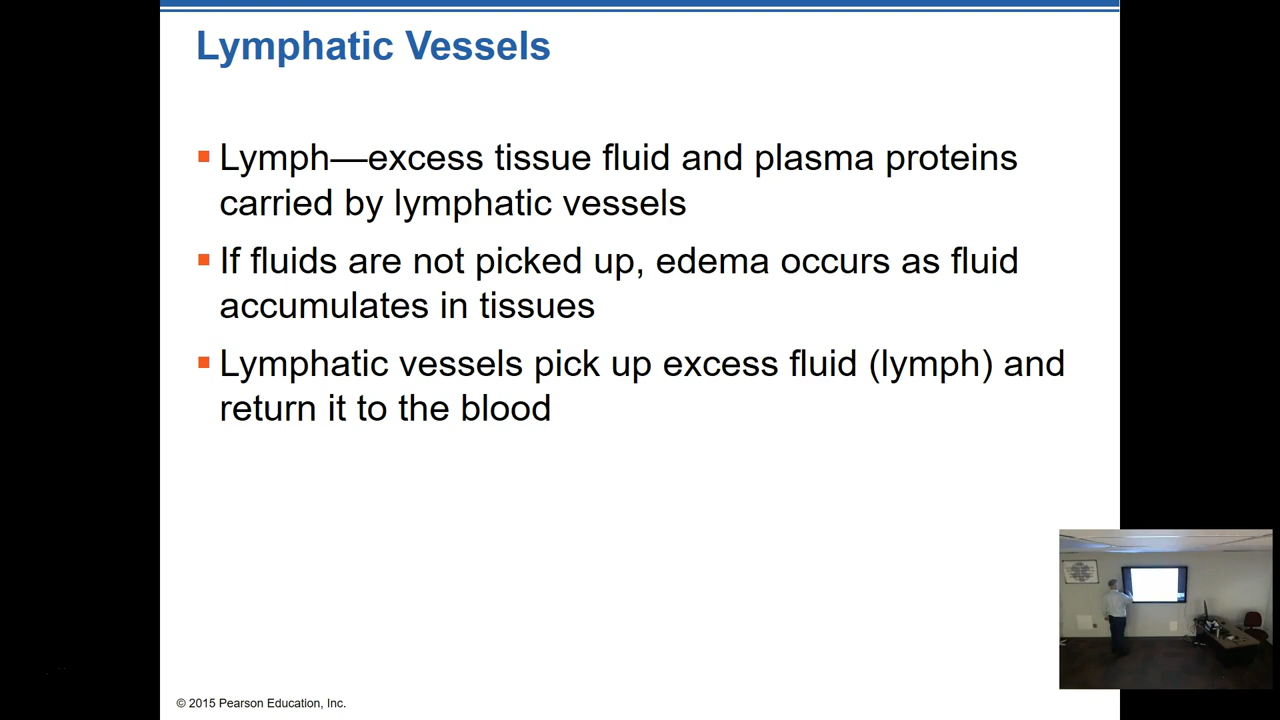 Lymphatic Vessels
Lymph—excess tissue fluid and plasma proteins
carried by lymphatic vessels
If fluids are not picked up, edema occurs as fluid
accumulates in tissues
Lymphatic vessels pick up excess fluid (lymph) and
return it to the blood
© 2015 Pearson Education, Inc.